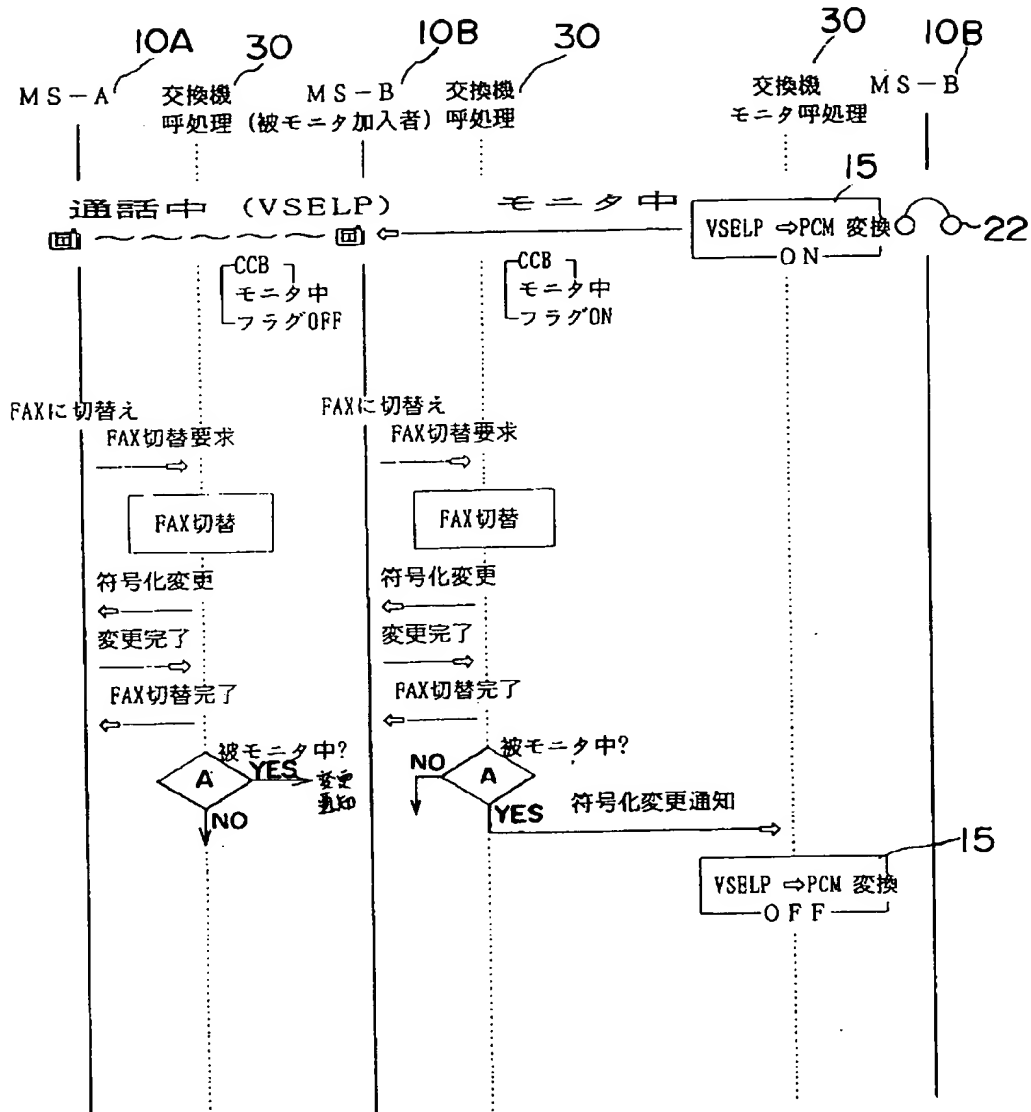 10A 30 10B 30 30 10B
MS-A 交換機 MS-B 交換機 交換機 MS-B
呼処理 (被モニタ加入者) 呼処理 モニタ呼処理
15
通話中 (VSELP) モニタ中
VSELP ⇨PCM 変換
ON
22
CCB CCB
モニタ中 モニタ中
フラグOFF フラグON
FAXに切替え FAXに切替え
FAX切替要求 FAX切替要求
FAX切替 FAX切替
符号化変更 符号化変更
変更完了 変更完了
FAX切替完了 FAX切替完了
被モニタ中? 被モニタ中?
A YES 変更 NO A
通知
NO YES 符号化変更通知
15
VSELP ⇨PCM 変換
OFF